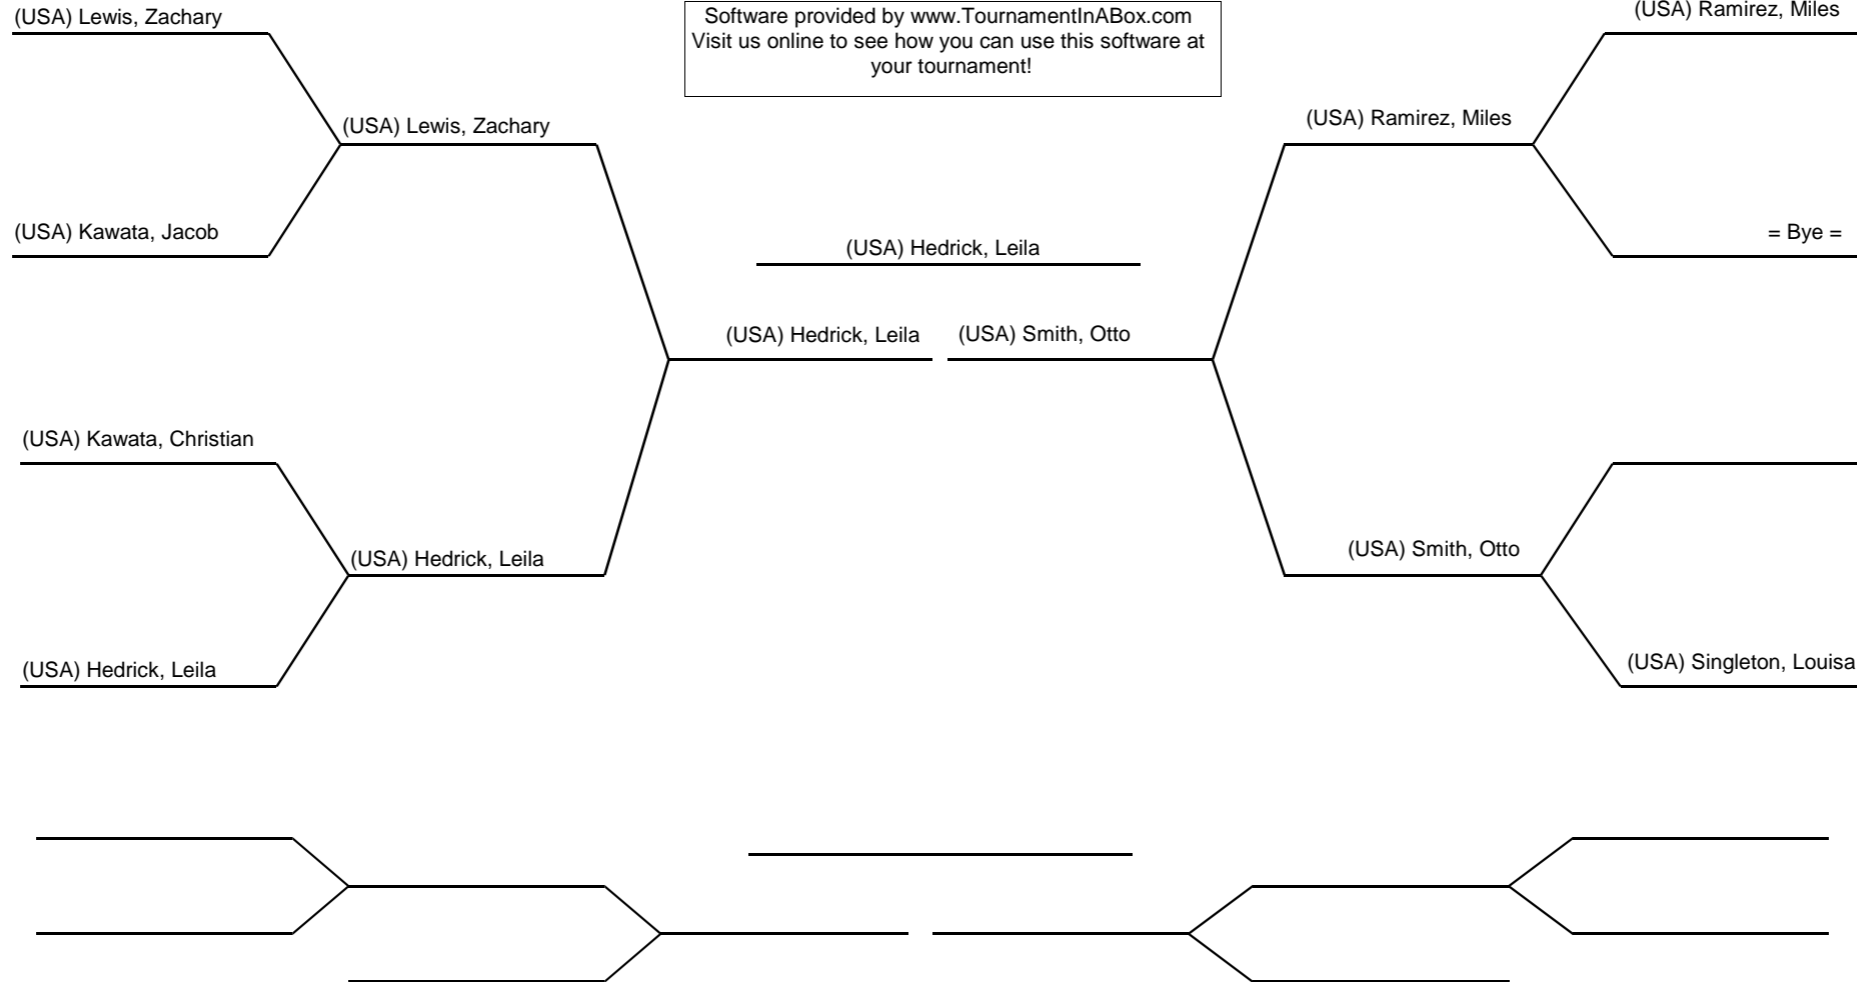 (USA) Lewis, Zachary
Software provided by www.TournamentInABox.com
Visit us online to see how you can use this software at
your tournament!
(USA) Ramirez, Miles
(USA) Lewis, Zachary
(USA) Ramirez, Miles
(USA) Kawata, Jacob
= Bye =
(USA) Hedrick, Leila
(USA) Hedrick, Leila
(USA) Smith, Otto
(USA) Kawata, Christian
(USA) Hedrick, Leila
(USA) Smith, Otto
(USA) Hedrick, Leila
(USA) Singleton, Louisa